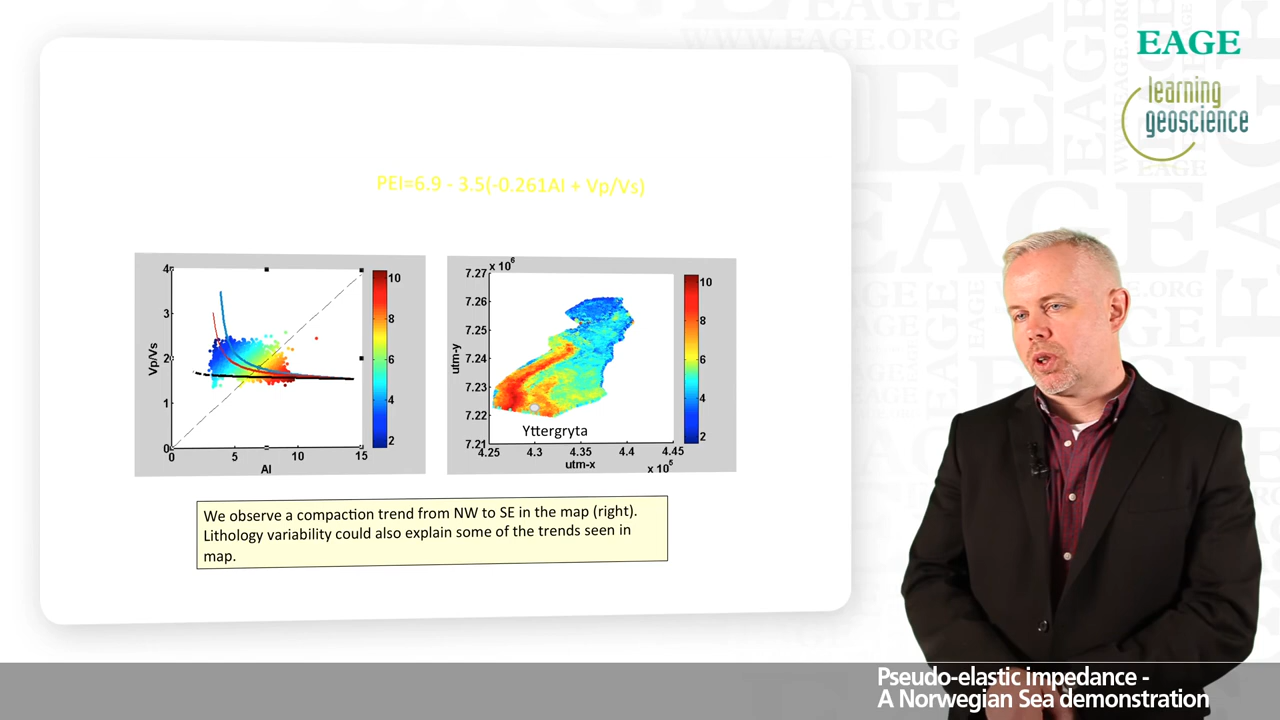 EAGE
learning
geoscience
WWW.EAGE.ORG
PEI=6.9 - 3.5(-0.261AI + Vp/Vs)
4
3
2
1
0
Vp/Vs
0 5 10 15
AI
10
8
6
4
2
x 10^6
7.27
7.26
7.25
7.24
7.23
7.22
7.21
utm-y
Yttergryta
4.25 4.3 4.35 4.4 4.45
utm-x
x 10^5
10
8
6
4
2
We observe a compaction trend from NW to SE in the map (right).
Lithology variability could also explain some of the trends seen in
map.
Pseudo-elastic impedance -
A Norwegian Sea demonstration